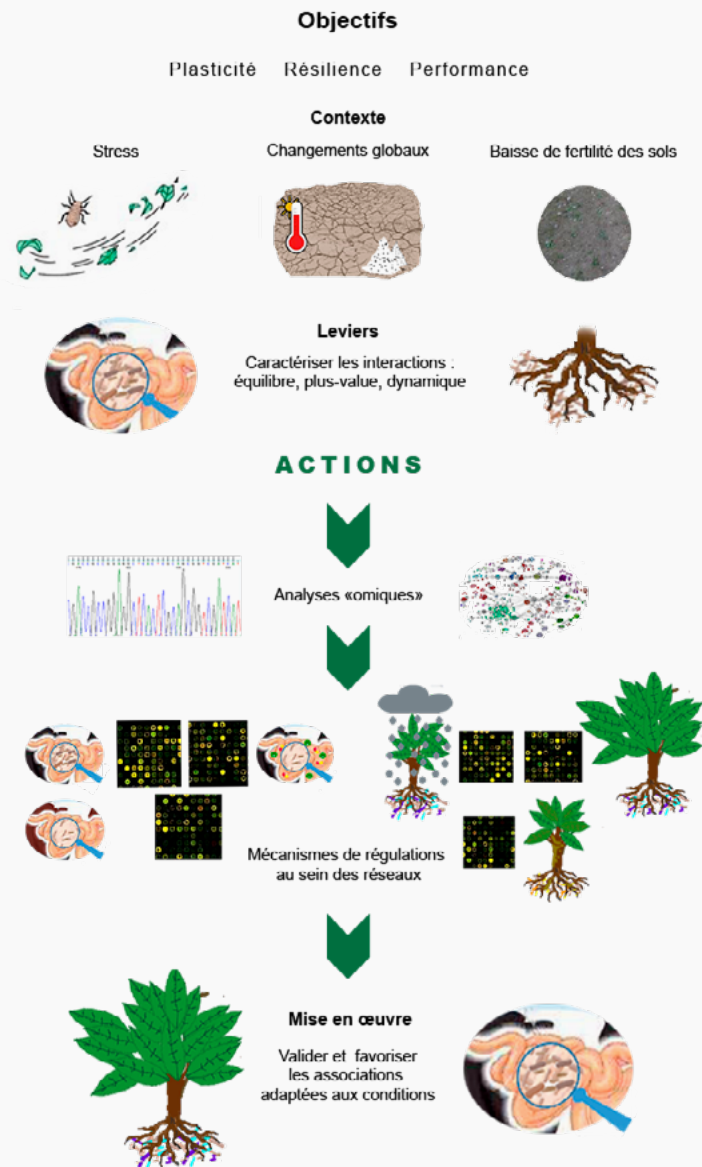 Objectifs
Plasticité Résilience Performance
Contexte
Stress
Changements globaux
Baisse de fertilité des sols
Leviers
Caractériser les interactions :
équilibre, plus-value, dynamique
ACTIONS
Analyses «omiques»
Mécanismes de régulations
au sein des réseaux
Mise en œuvre
Valider et favoriser
les associations
adaptées aux conditions